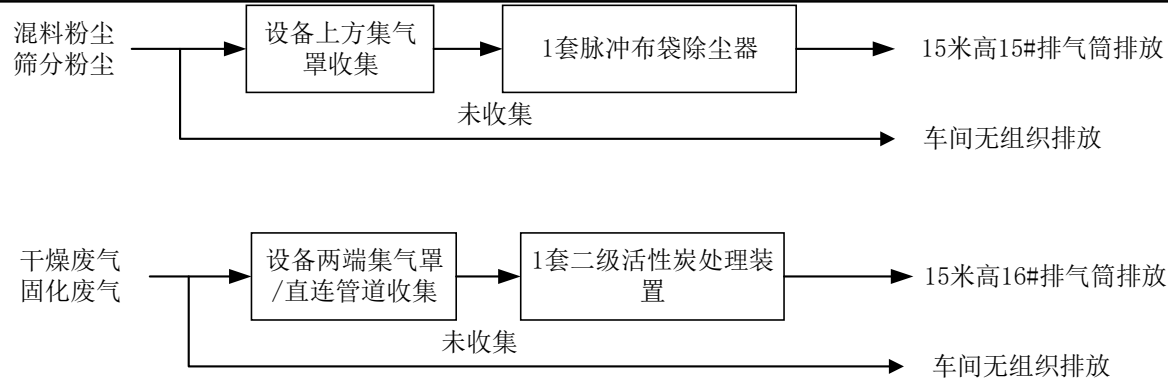 混料粉尘
筛分粉尘
设备上方集气
罩收集
1套脉冲布袋除尘器
15米高15#排气筒排放
未收集
车间无组织排放
干燥废气
固化废气
设备两端集气罩
/直连管道收集
1套二级活性炭处理装
置
15米高16#排气筒排放
未收集
车间无组织排放